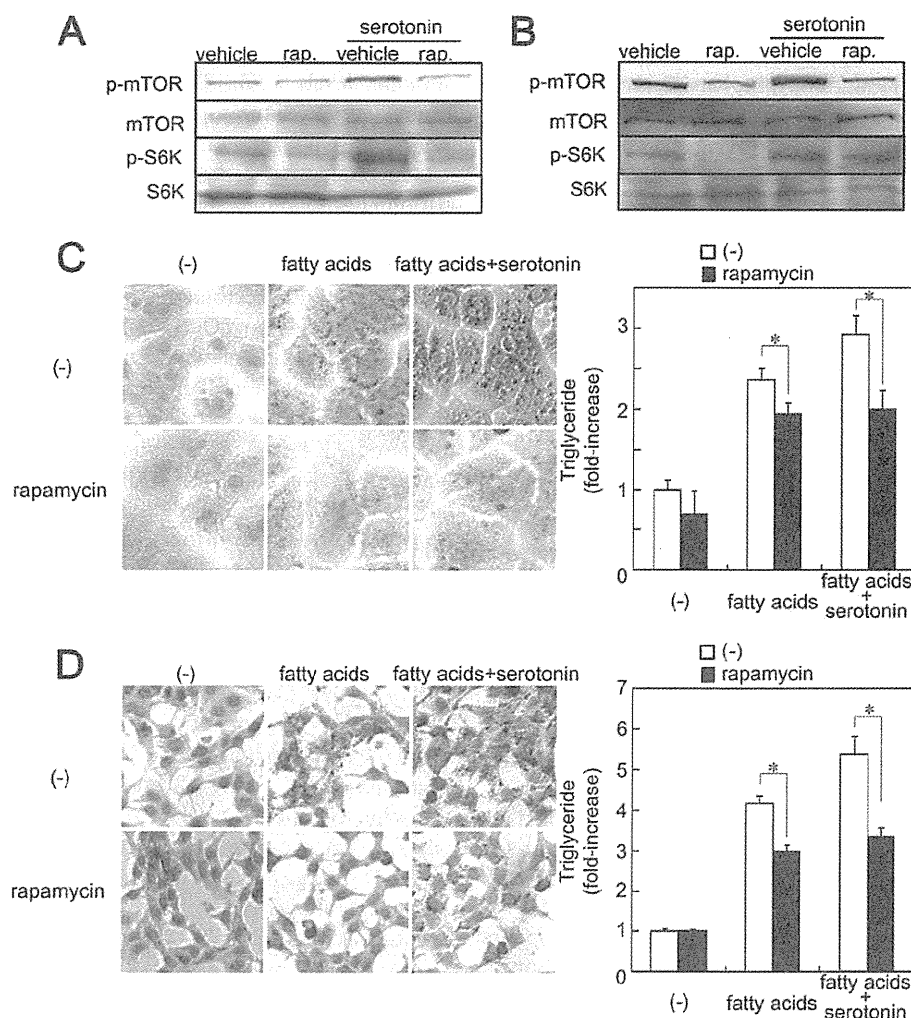 A
serotonin
vehicle rap. vehicle rap.
p-mTOR
mTOR
p-S6K
S6K
B
serotonin
vehicle rap. vehicle rap.
p-mTOR
mTOR
p-S6K
S6K
C
(-) fatty acids fatty acids+serotonin
(-)
rapamycin
(-)
rapamycin
Triglyceride
(fold-increase)
3
2
1
0
*
*
(-) fatty acids fatty acids
+
serotonin
D
(-) fatty acids fatty acids+serotonin
(-)
rapamycin
(-)
rapamycin
Triglyceride
(fold-increase)
7
6
5
4
3
2
1
0
*
*
(-) fatty acids fatty acids
+
serotonin